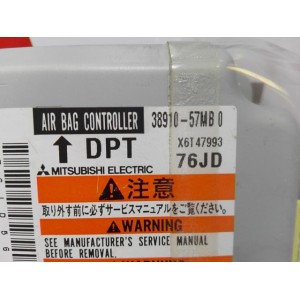 AIR BAG CONTROLLER 38910-57MB0
DPT X6T47993
MITSUBISHI ELECTRIC 76JD
注意
取り外す前に必ずサービスマニュアルをご覧ください。
WARNING
SEE MANUFACTURER'S SERVICE MANUAL
BEFORE REMOVAL.
WARNUNG